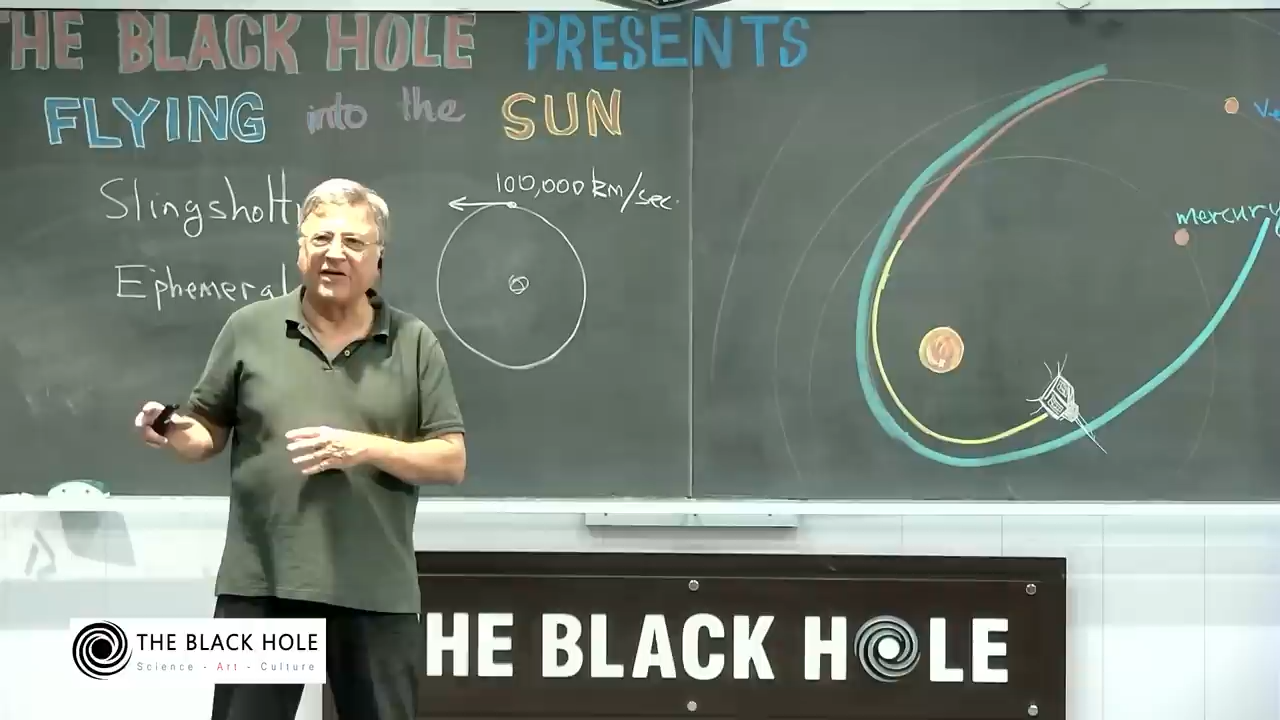 THE BLACK HOLE PRESENTS
FLYING into the SUN
Slingshott
100,000 km/sec.
Ephemeral
mercury
THE BLACK HOLE
Science - Art - Culture
THE BLACK HOLE